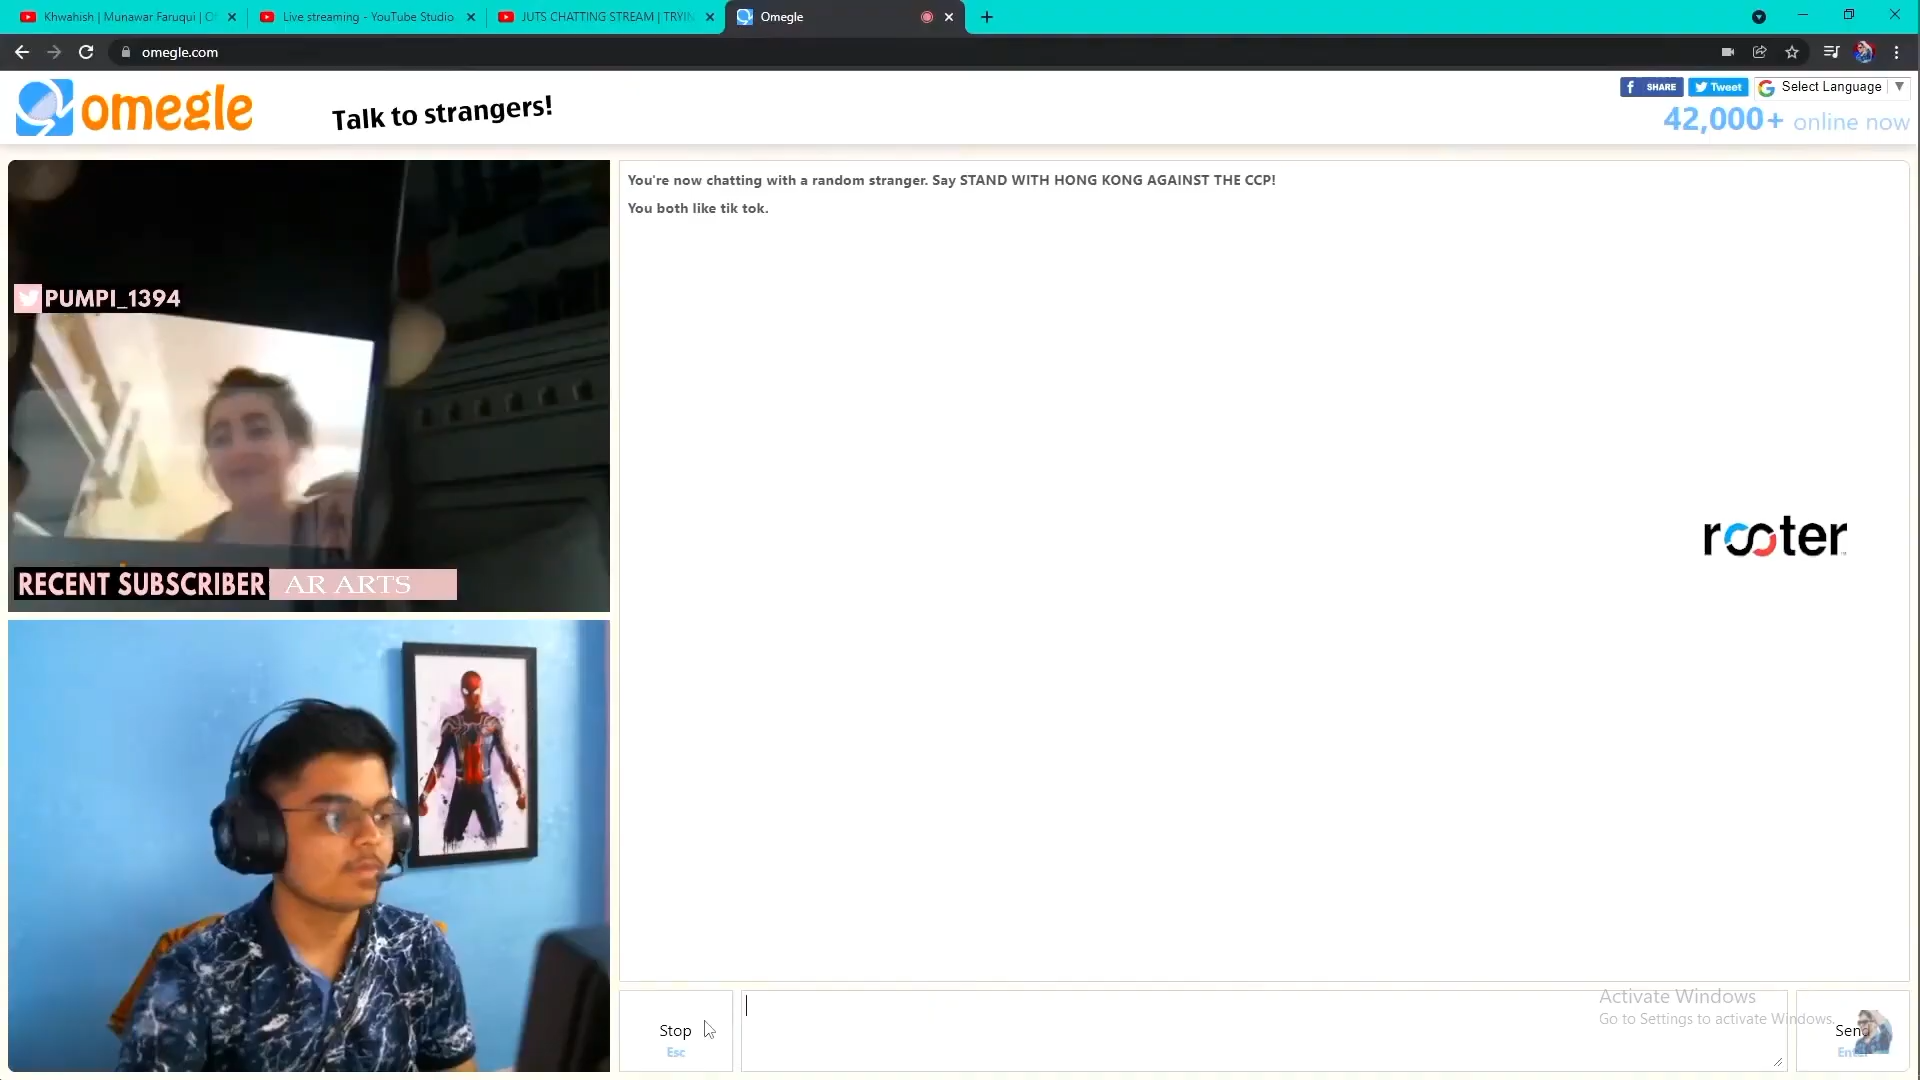 Khwahish | Munawar Faruqui | O
Live streaming - YouTube Studio
JUTS CHATTING STREAM | TRYIN
Omegle
omegle.com
omegle
Talk to strangers!
SHARE
Tweet
Select Language
42,000+ online now
You're now chatting with a random stranger. Say STAND WITH HONG KONG AGAINST THE CCP!
You both like tik tok.
PUMPI_1394
rooter
RECENT SUBSCRIBER AR ARTS
Activate Windows
Go to Settings to activate Windows.
Stop
Esc
Send